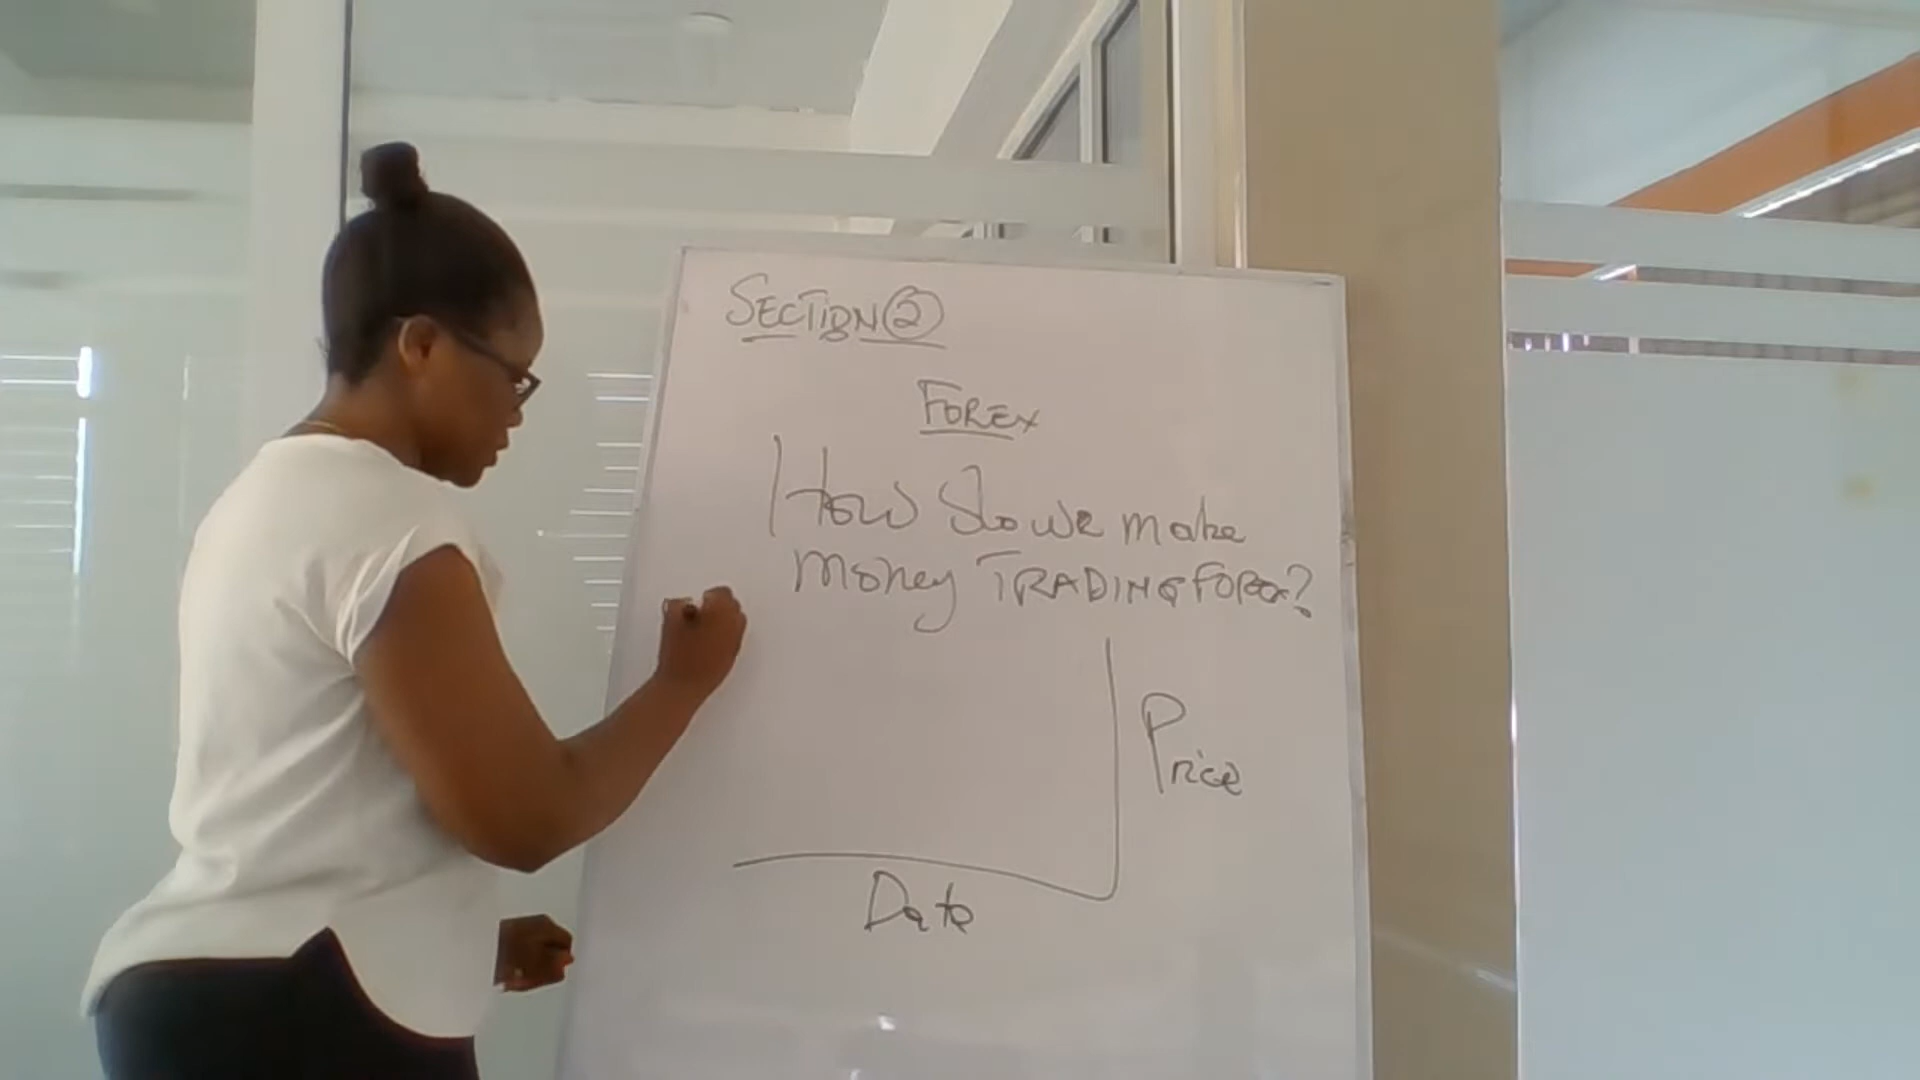 SECTION 2
FOREX
How do we make
money TRADING FOREX?
Price
Date